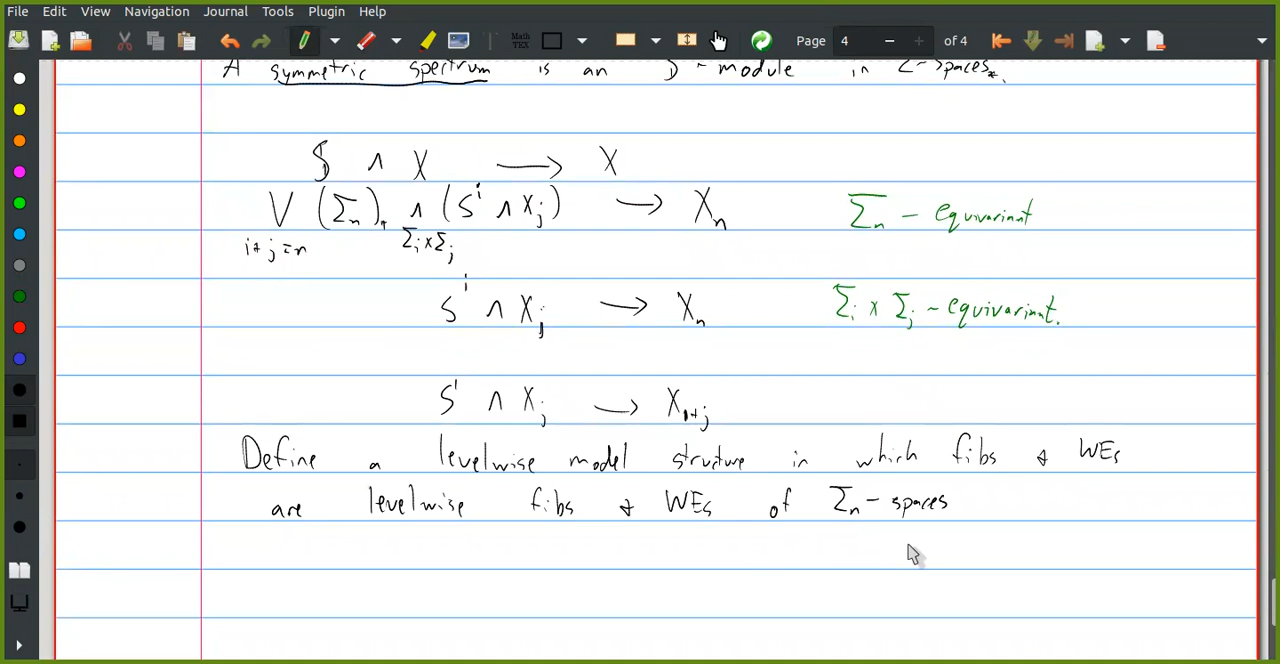 File Edit View Navigation Journal Tools Plugin Help
Math TEX Page 4 of 4
A symmetric spectrum is an S-module in Σ-Spaces*.
S ∧ X → X
∨ i+j=n (Σn)+ ∧ Σi×Σj (S^i ∧ Xj) → Xn Σn - equivariant
S^i ∧ Xj → Xn Σi × Σj - equivariant.
S^1 ∧ Xj → X1+j
Define a levelwise model structure in which fibs & WEs
are levelwise fibs & WEs of Σn - spaces